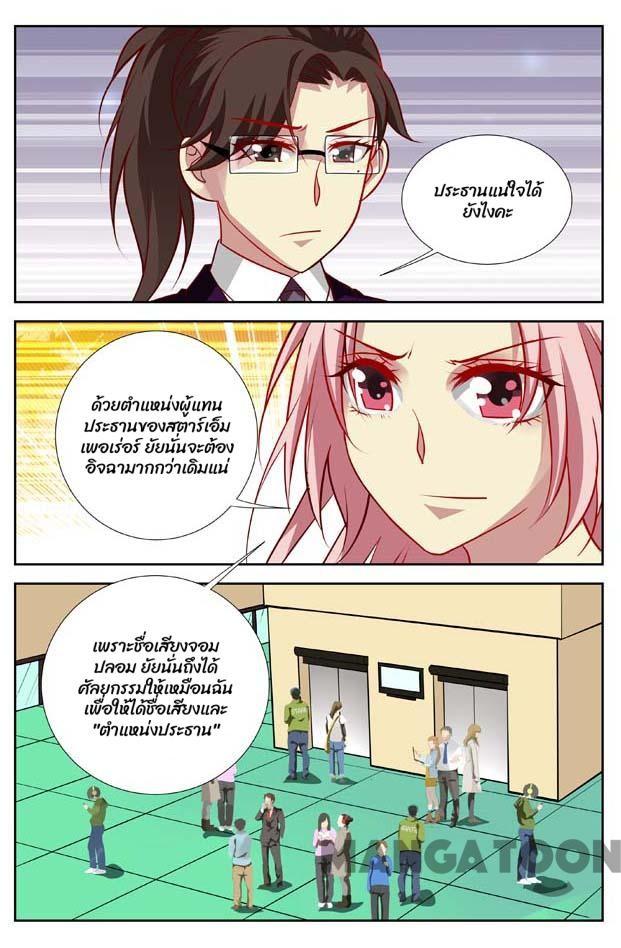 ประธานแน่ใจได้
ยังไงคะ
ด้วยตำแหน่งผู้แทน
ประธานของสตาร์เอ็ม
เพอเร่อร์ ยัยนั่นจะต้อง
อิจฉามากกว่าเดิมแน่
เพราะชื่อเสียงจอม
ปลอม ยัยนั่นถึงได้
ศัลยกรรมให้เหมือนฉัน
เพื่อให้ได้ชื่อเสียงและ
"ตำแหน่งประธาน"
MANGATOON